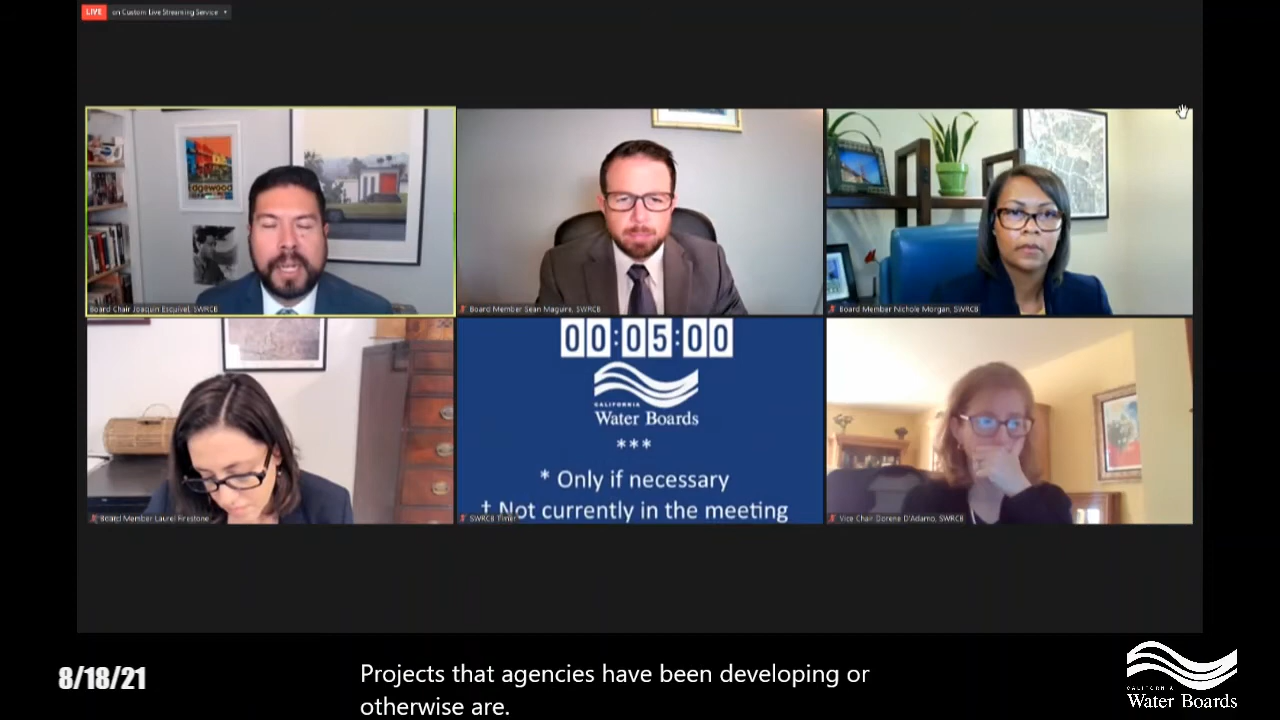 LIVE on Custom Live Streaming Service
Edgewood
Board Chair Joaquin Esquivel, SWRCB
Board Member Sean Maguire, SWRCB
Board Member Nichole Morgan, SWRCB
00:05:00
CALIFORNIA
Water Boards
***
* Only if necessary
† Not currently in the meeting
Board Member Laurel Firestone
SWRCB Timer
Vice Chair Dorene D'Adamo, SWRCB
8/18/21
Projects that agencies have been developing or
otherwise are.
CALIFORNIA
Water Boards